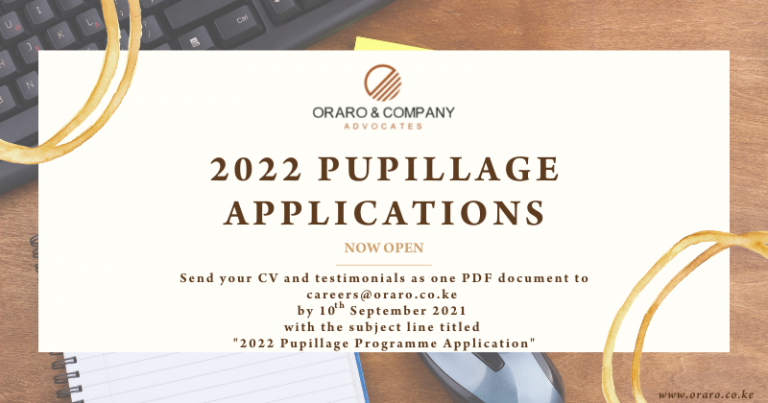 ORARO & COMPANY
ADVOCATES
2022 PUPILLAGE
APPLICATIONS
NOW OPEN
Send your CV and testimonials as one PDF document to
careers@oraro.co.ke
by 10th September 2021
with the subject line titled
"2022 Pupillage Programme Application"
www.oraro.co.ke